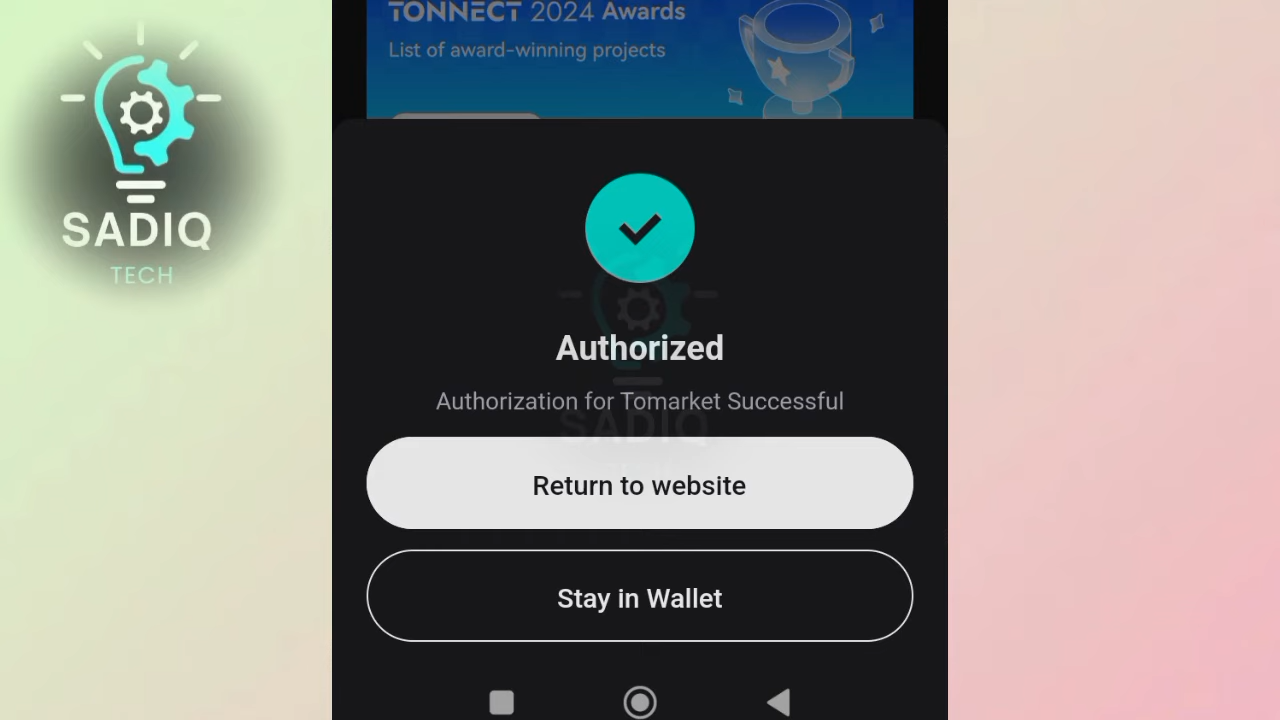 TONNECT 2024 Awards
List of award-winning projects
SADIQ
TECH
Authorized
Authorization for Tomarket Successful
SADIQ
Return to website
Stay in Wallet